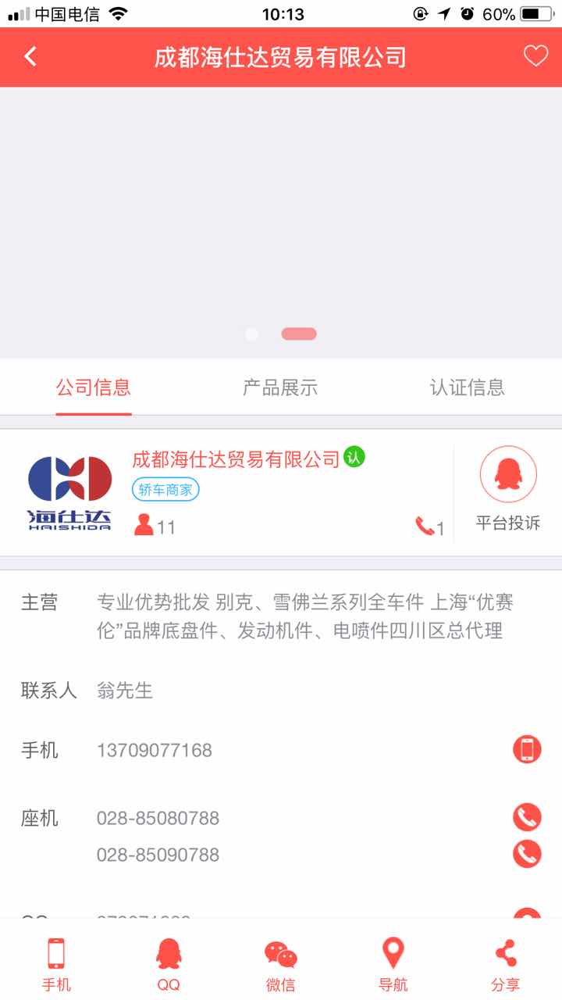 中国电信
10:13
60%
成都海仕达贸易有限公司
公司信息
产品展示
认证信息
成都海仕达贸易有限公司
认
轿车商家
海仕达
HAISHIDA
11
1
平台投诉
主营
专业优势批发 别克、雪佛兰系列全车件 上海“优赛
伦”品牌底盘件、发动机件、电喷件四川区总代理
联系人
翁先生
手机
13709077168
座机
028-85080788
028-85090788
手机
QQ
微信
导航
分享